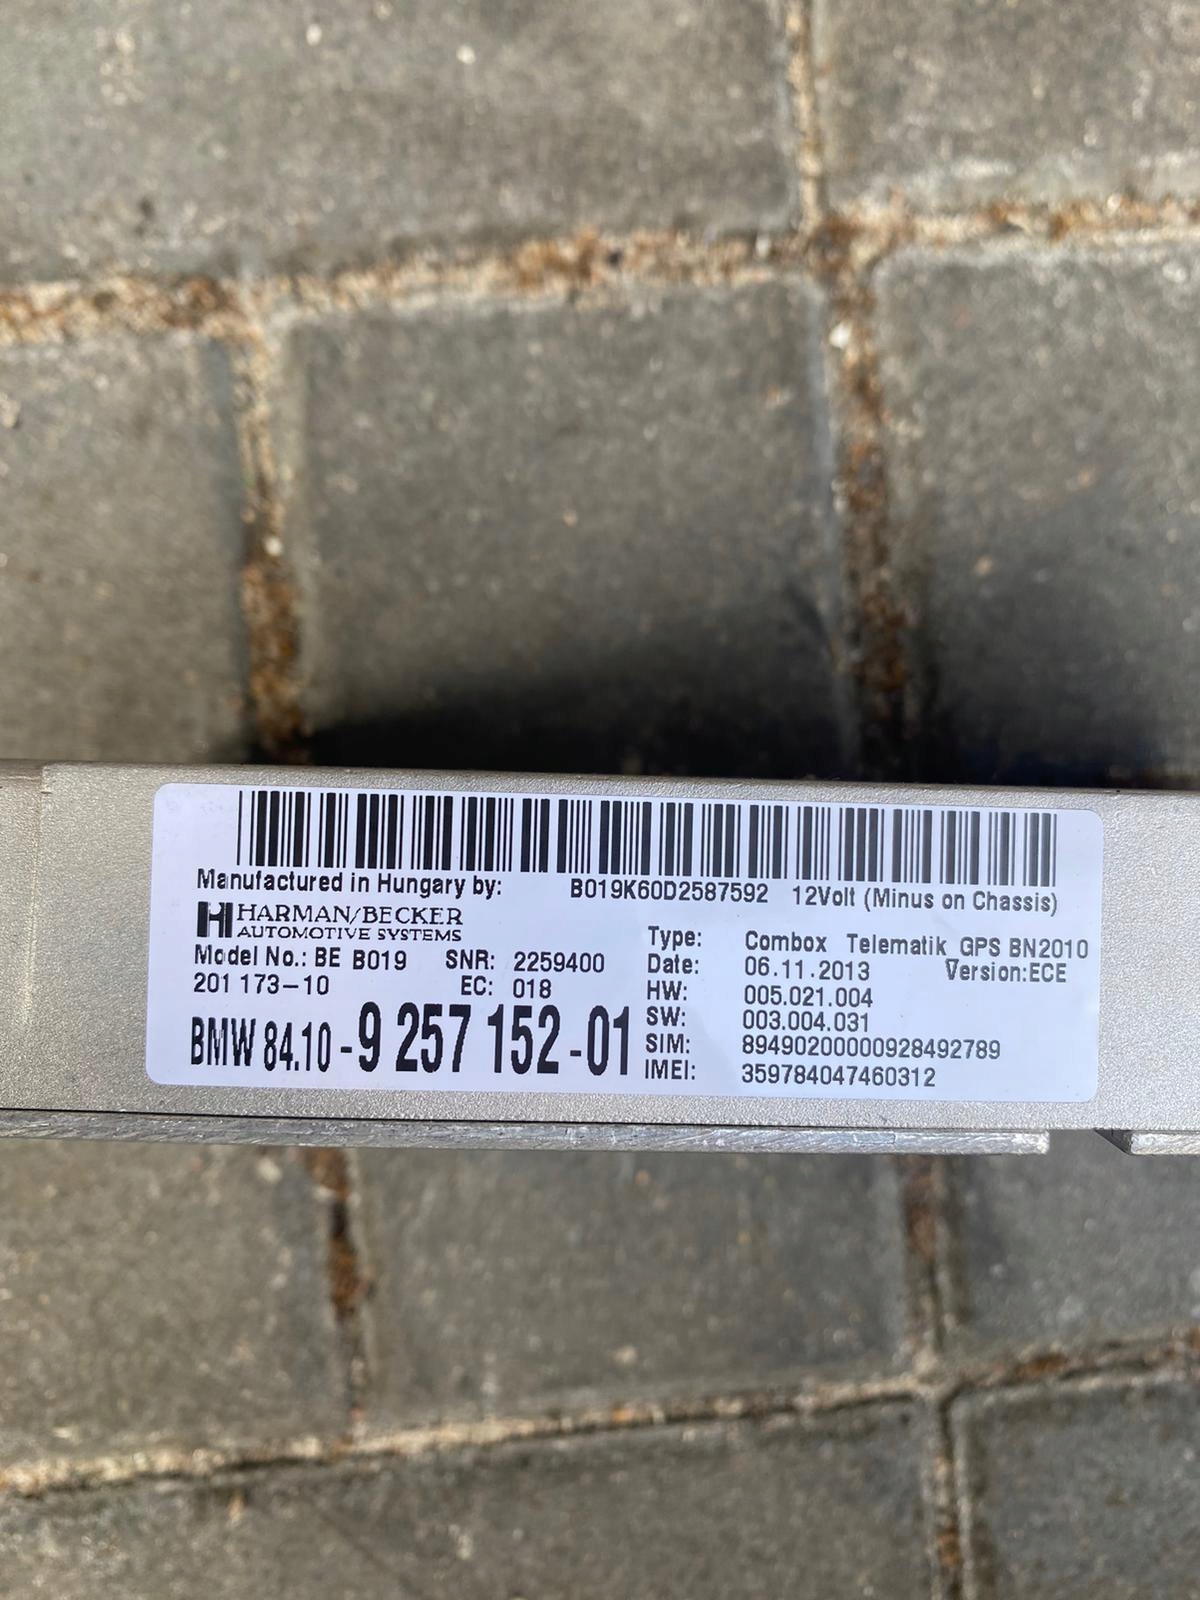 Manufactured in Hungary by: B019K60D2587592 12Volt (Minus on Chassis)
HARMAN/BECKER
AUTOMOTIVE SYSTEMS
Model No.: BE B019 SNR: 2259400
201 173-10 EC: 018
BMW 84.10-9 257 152-01
Type: Combox Telematik GPS BN2010
Date: 06.11.2013 Version:ECE
HW: 005.021.004
SW: 003.004.031
SIM: 89490200000928492789
IMEI: 359784047460312